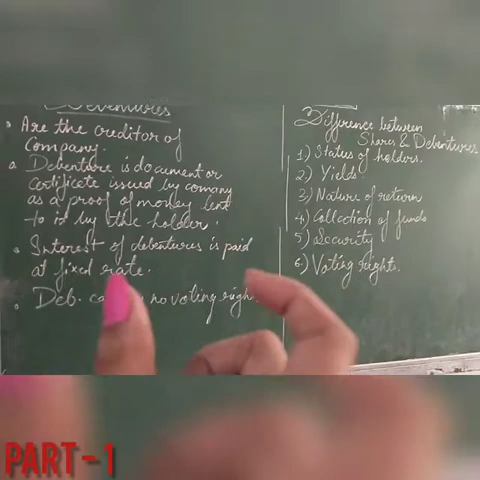 Debentures
Are the creditor of
Company.
Debenture is document or
certificate issued by comany
as a proof of money lent
to is by the holder.
Interest of debentures is paid
at fixed rate.
Deb. no voting righ
Difference between
Shares & Debentures
1) Status of holders.
2) Yields
3) Nature of return
4) Collection of funds
5) Security
6) Voting rights.
PART-1